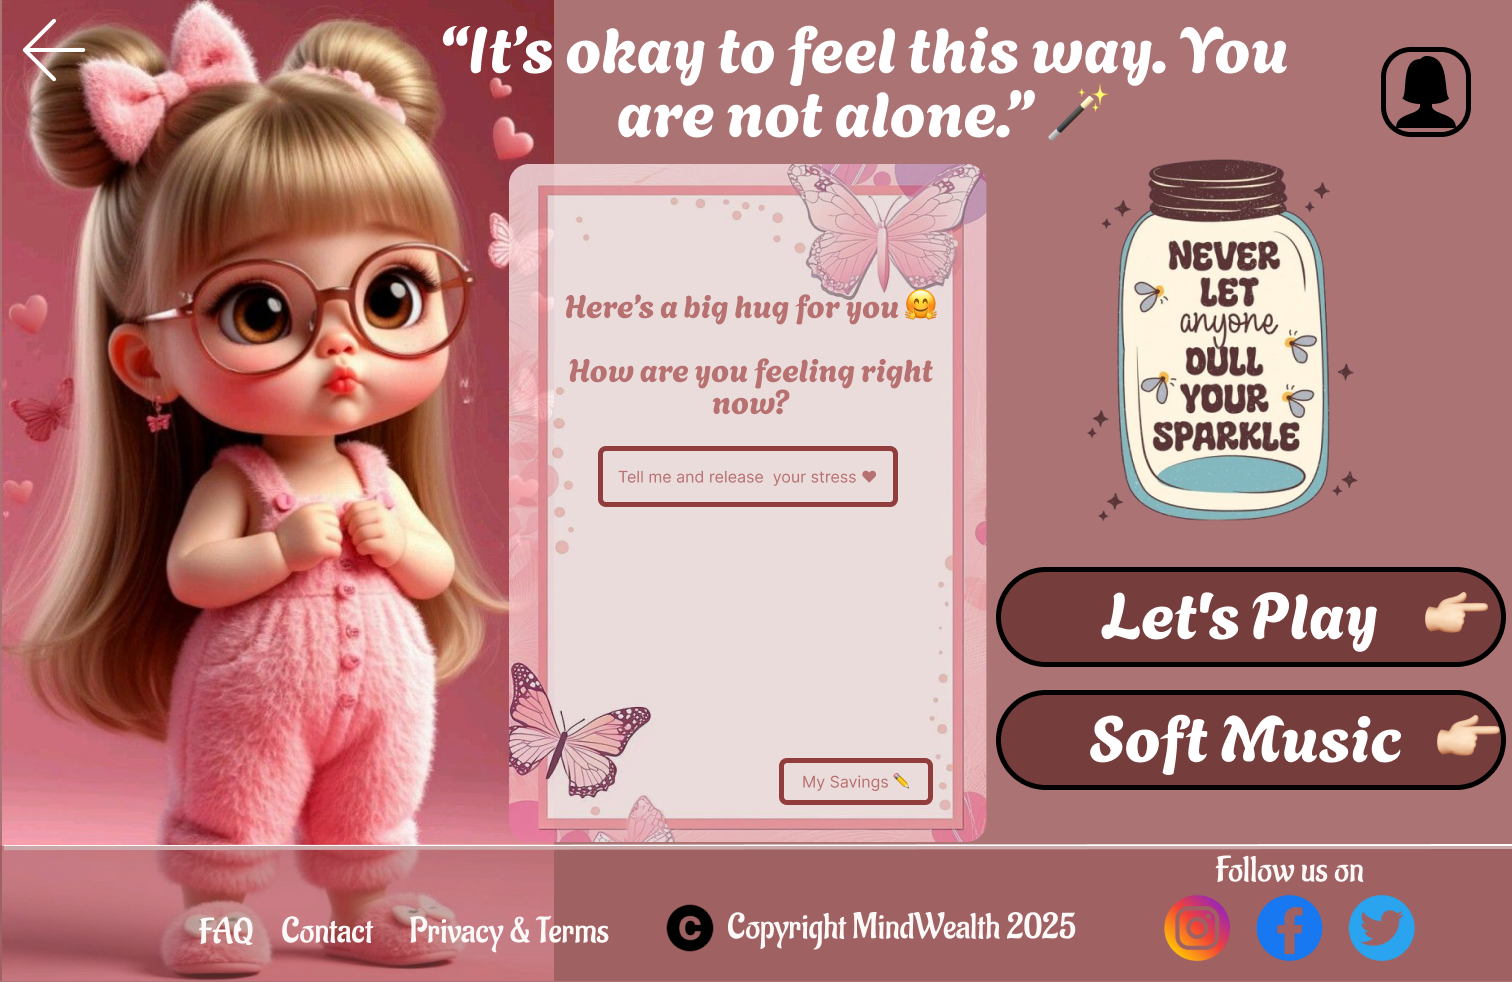 “It’s okay to feel this way. You
are not alone.” 🪄
Here’s a big hug for you 🤗
How are you feeling right
now?
Tell me and release  your stress ♥
My Savings ✏️
NEVER
LET
anyone
DULL
YOUR
SPARKLE
Let's Play 👉🏻
Soft Music 👉🏻
FAQ Contact Privacy & Terms
C Copyright MindWealth 2025
Follow us on